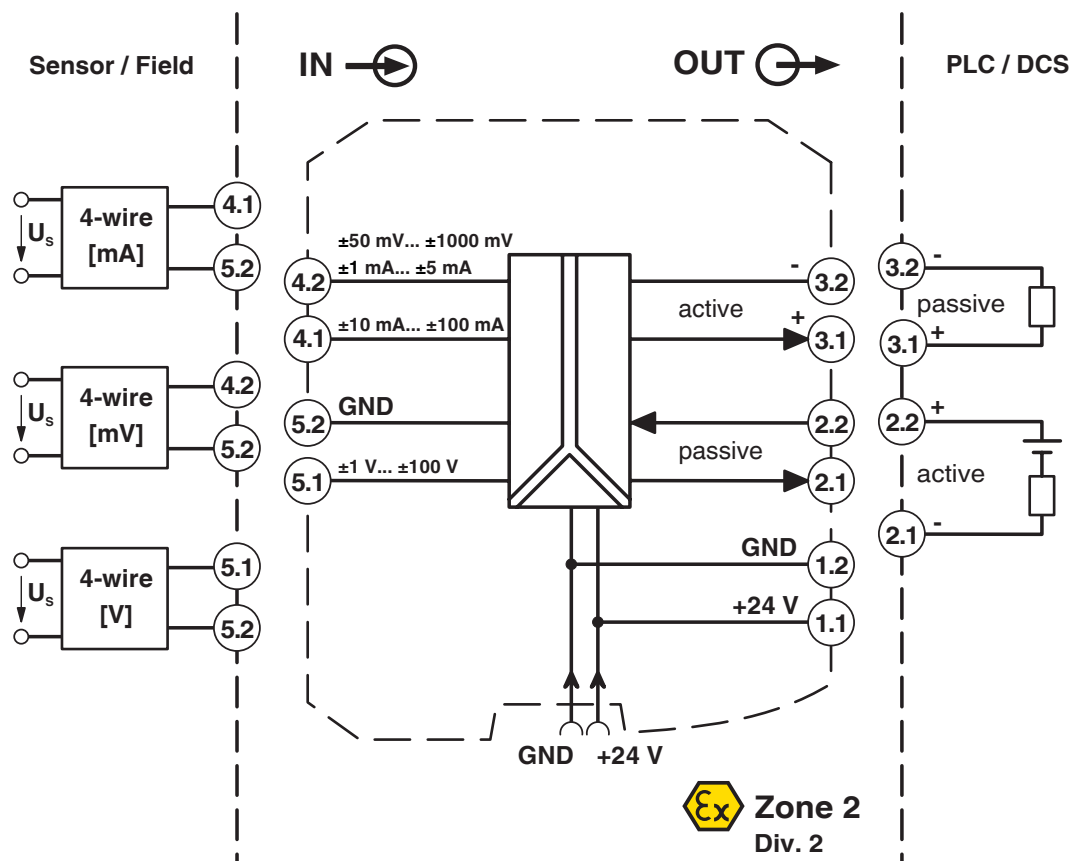 Sensor / Field
IN
OUT
PLC / DCS
4-wire
[mA]
Us
4.1
5.2
4-wire
[mV]
Us
4.2
5.2
4-wire
[V]
Us
5.1
5.2
±50 mV... ±1000 mV
±1 mA... ±5 mA
4.2
±10 mA... ±100 mA
4.1
GND
5.2
±1 V... ±100 V
5.1
-
3.2
active
+
3.1
2.2
passive
2.1
GND
1.2
+24 V
1.1
GND +24 V
3.2 -
passive
3.1 +
2.2 +
active
2.1 -
Ex Zone 2
Div. 2